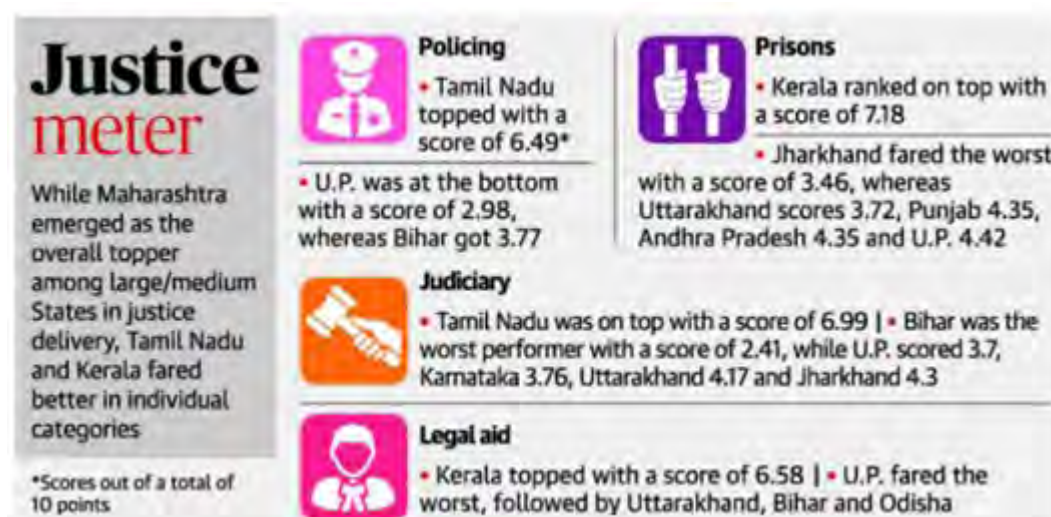 Justice
meter
While Maharashtra
emerged as the
overall topper
among large/medium
States in justice
delivery, Tamil Nadu
and Kerala fared
better in individual
categories
*Scores out of a total of
10 points
Policing
• Tamil Nadu
topped with a
score of 6.49*
• U.P. was at the bottom
with a score of 2.98,
whereas Bihar got 3.77
Prisons
• Kerala ranked on top with
a score of 7.18
• Jharkhand fared the worst
with a score of 3.46, whereas
Uttarakhand scores 3.72, Punjab 4.35,
Andhra Pradesh 4.35 and U.P. 4.42
Judiciary
• Tamil Nadu was on top with a score of 6.99 | • Bihar was the
worst performer with a score of 2.41, while U.P. scored 3.7,
Karnataka 3.76, Uttarakhand 4.17 and Jharkhand 4.3
Legal aid
• Kerala topped with a score of 6.58 | • U.P. fared the
worst, followed by Uttarakhand, Bihar and Odisha